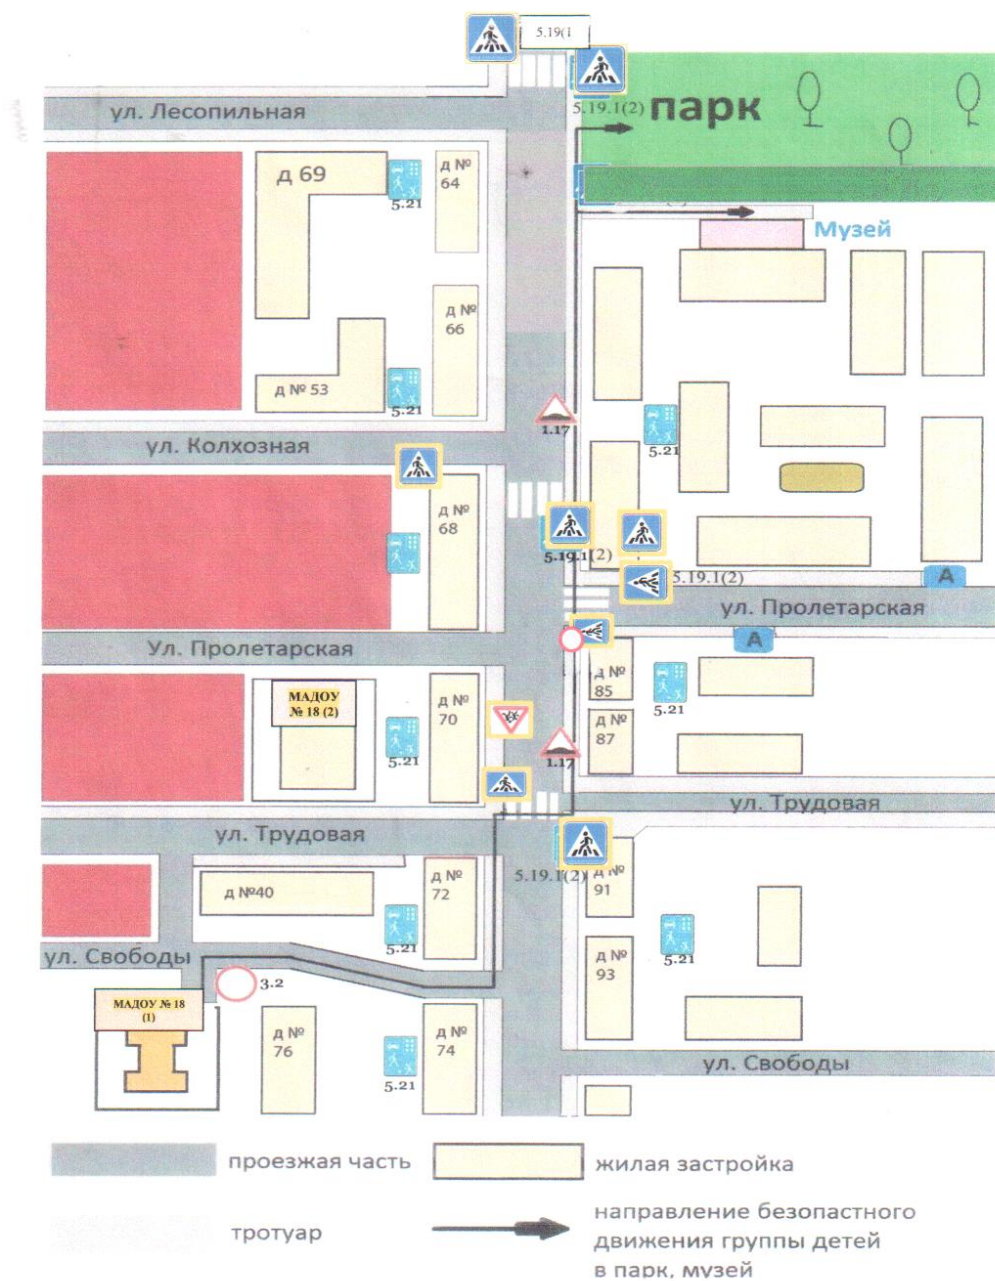 5.19(1
5.19.1(2)
парк
ул. Лесопильная
д 69
д №
64
5.21
Музей
д №
66
д № 53
5.21
1.17
5.21
ул. Колхозная
д №
68
5.19.1(2)
5.19.1(2)
A
ул. Пролетарская
Ул. Пролетарская
A
МАДОУ
№ 18 (2)
д №
70
5.21
д №
85
5.21
д №
87
1.17
ул. Трудовая
ул. Трудовая
5.19.1(2)
д №
91
д №40
д №
72
5.21
ул. Свободы
3.2
д №
93
5.21
МАДОУ № 18
(1)
д №
76
д №
74
5.21
ул. Свободы
проезжая часть
жилая застройка
тротуар
направление безопастного
движения группы детей
в парк, музей